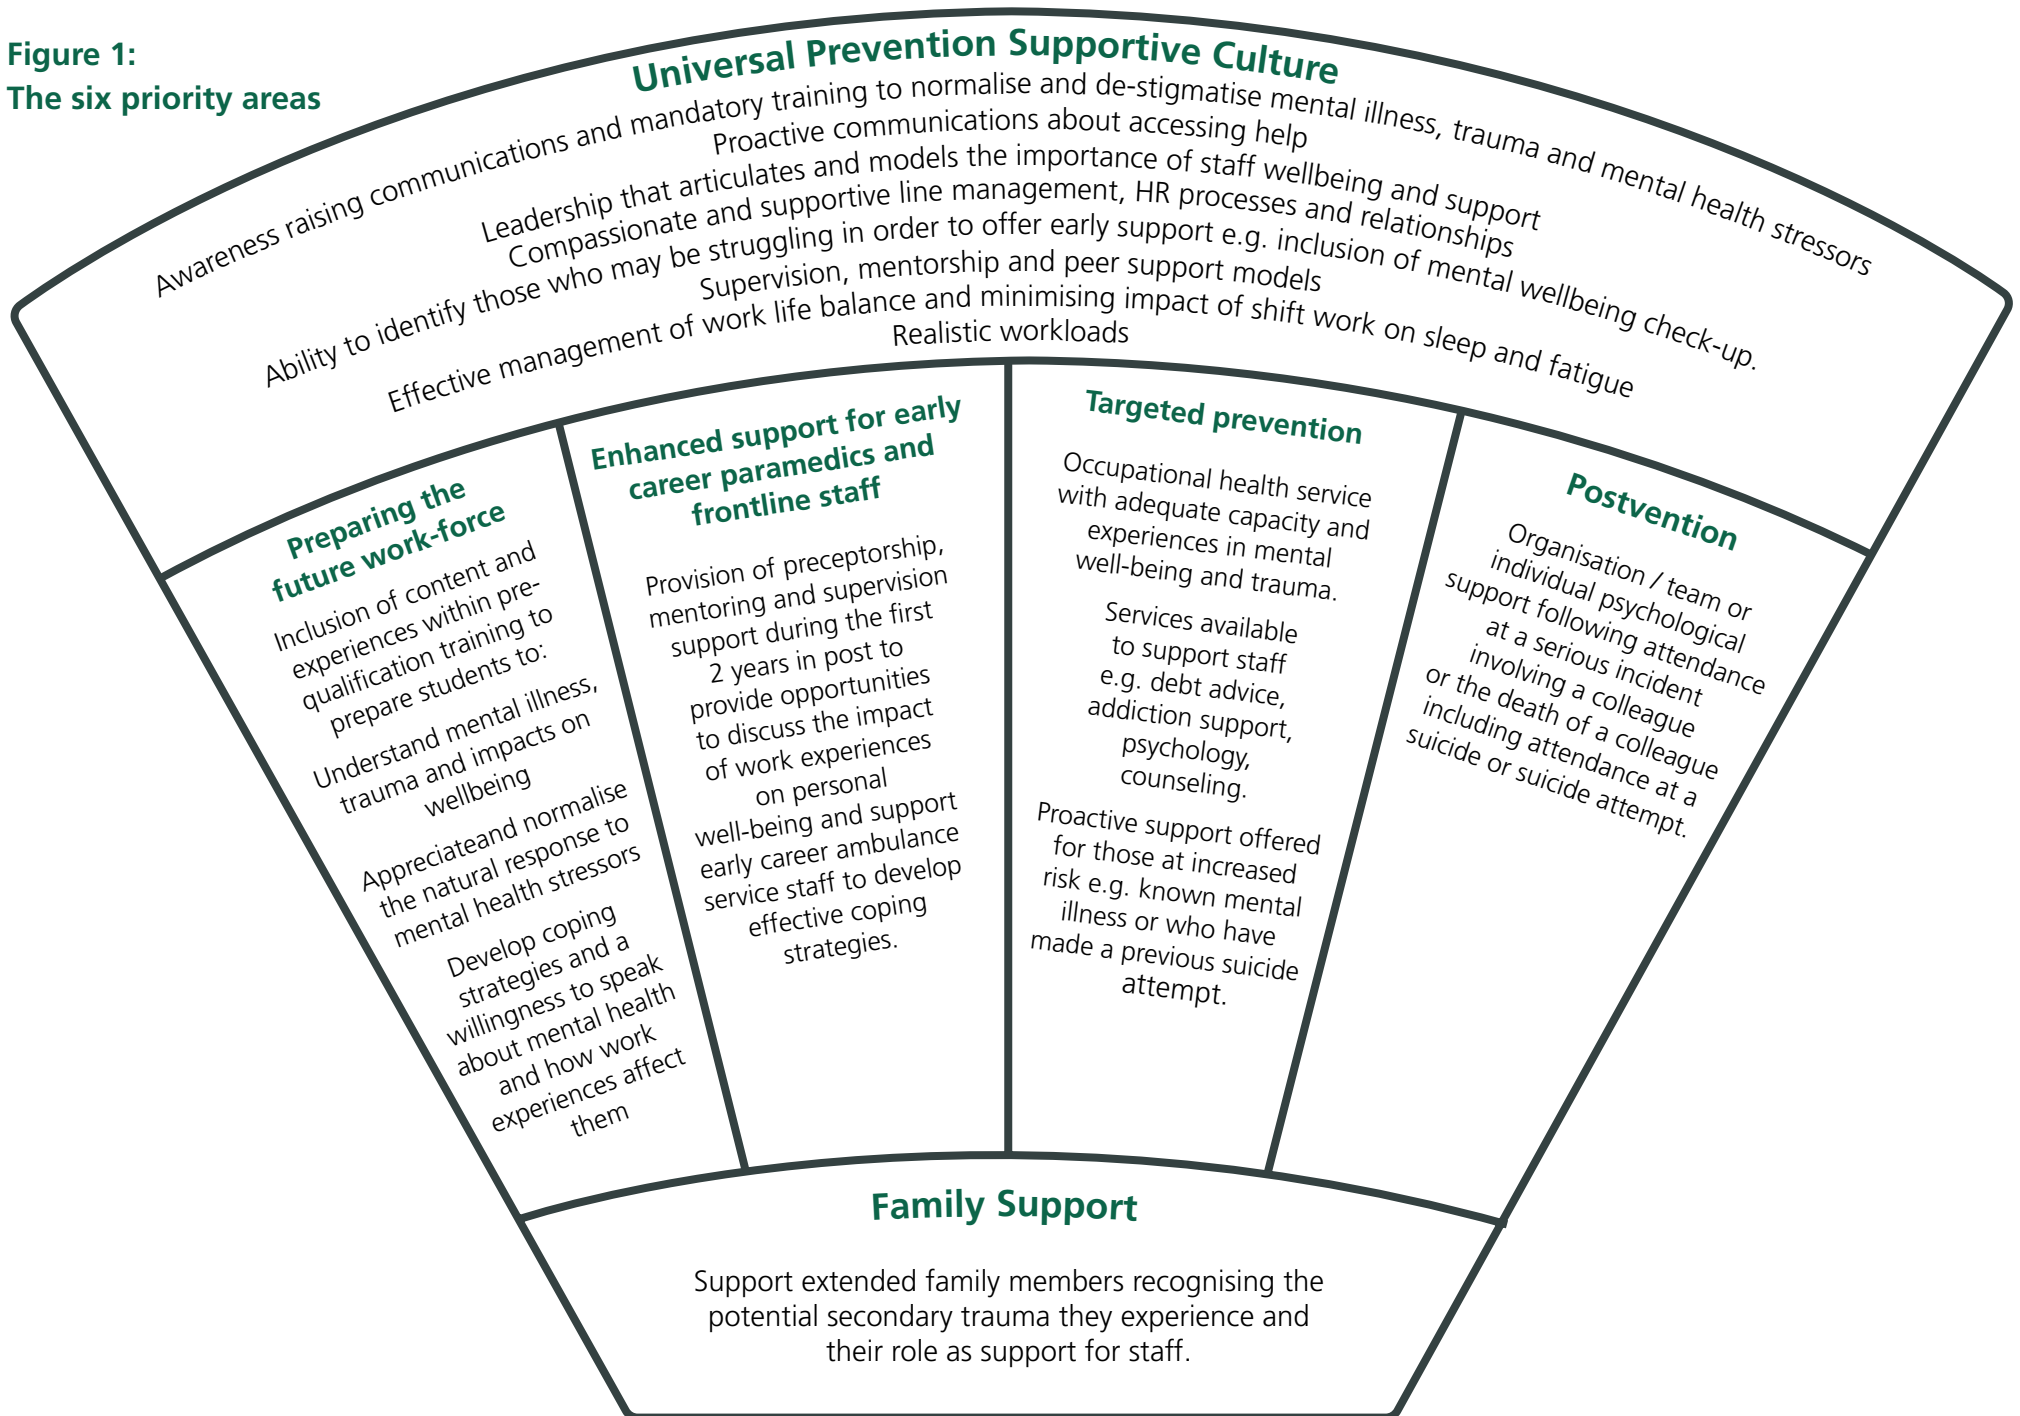 Figure 1:
The six priority areas
Universal Prevention Supportive Culture
Awareness raising communications and mandatory training to normalise and de-stigmatise mental illness, trauma and mental health stressors
Proactive communications about accessing help
Leadership that articulates and models the importance of staff wellbeing and support
Compassionate and supportive line management, HR processes and relationships
Ability to identify those who may be struggling in order to offer early support e.g. inclusion of mental wellbeing check-up.
Supervision, mentorship and peer support models
Effective management of work life balance and minimising impact of shift work on sleep and fatigue
Realistic workloads
Preparing the
future work-force
Inclusion of content and
experiences within pre-
qualification training to
prepare students to:
Understand mental illness,
trauma and impacts on
wellbeing
Appreciateand normalise
the natural response to
mental health stressors
Develop coping
strategies and a
willingness to speak
about mental health
and how work
experiences affect
them
Enhanced support for early
career paramedics and
frontline staff
Provision of preceptorship,
mentoring and supervision
support during the first
2 years in post to
provide opportunities
to discuss the impact
of work experiences
on personal
well-being and support
early career ambulance
service staff to develop
effective coping
strategies.
Targeted prevention
Occupational health service
with adequate capacity and
experiences in mental
well-being and trauma.
Services available
to support staff
e.g. debt advice,
addiction support,
psychology,
counseling.
Proactive support offered
for those at increased
risk e.g. known mental
illness or who have
made a previous suicide
attempt.
Postvention
Organisation / team or
individual psychological
support following attendance
at a serious incident
involving a colleague
or the death of a colleague
including attendance at a
suicide or suicide attempt.
Family Support
Support extended family members recognising the
potential secondary trauma they experience and
their role as support for staff.